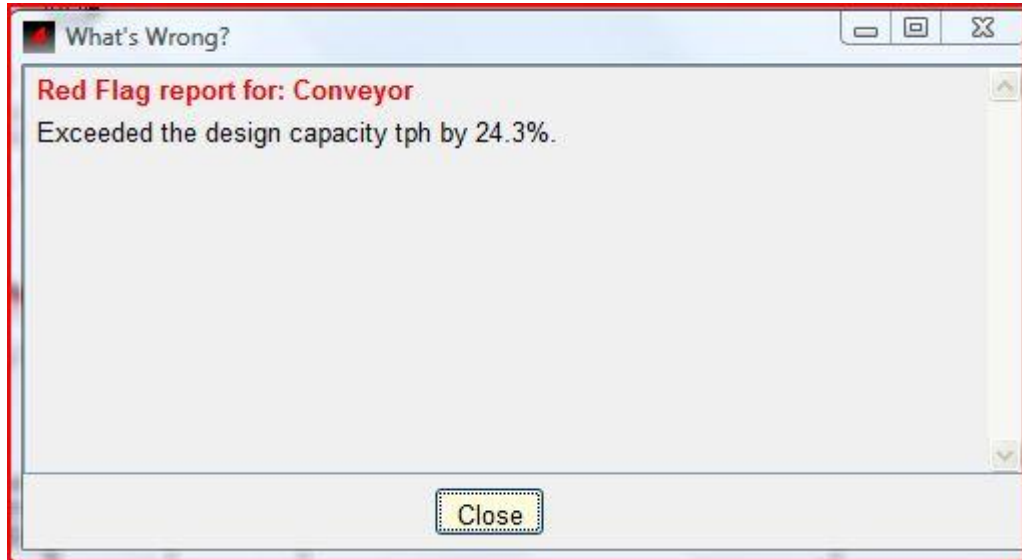 What's Wrong?
Red Flag report for: Conveyor
Exceeded the design capacity tph by 24.3%.
Close